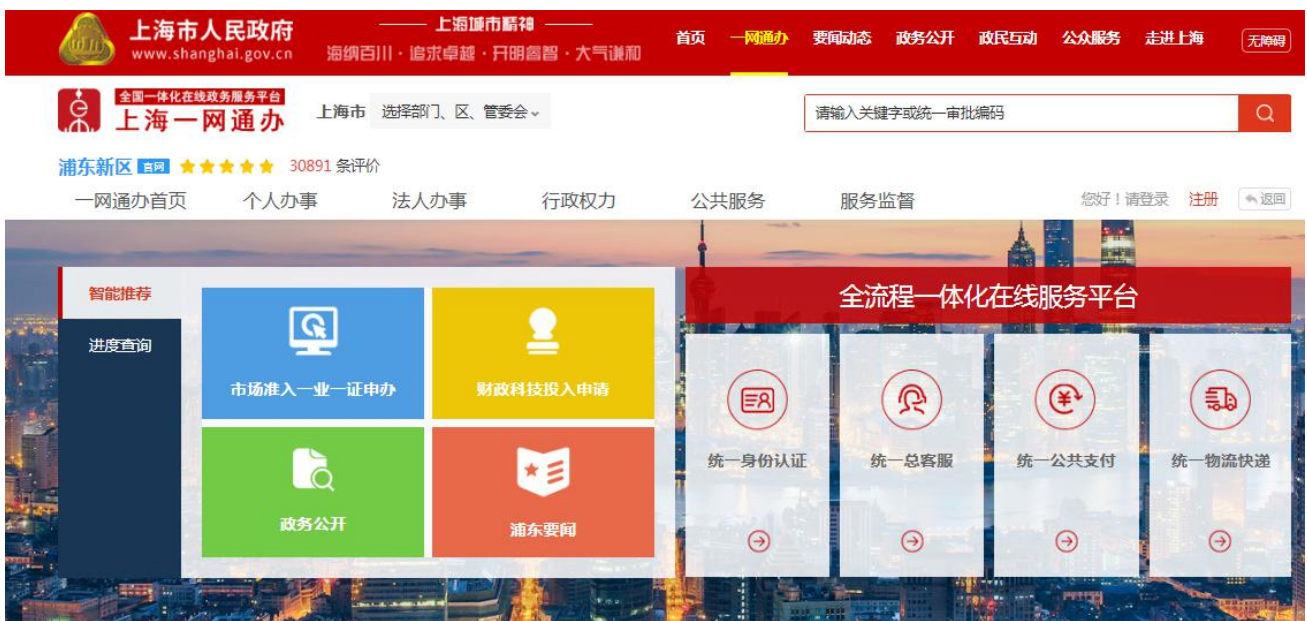 上海市人民政府
www.shanghai.gov.cn
上海城市精神
海纳百川·追求卓越·开明睿智·大气谦和
首页 一网通办 要闻动态 政务公开 政民互动 公众服务 走进上海 无障碍
全国一体化在线政务服务平台
上海一网通办
上海市 选择部门、区、管委会
请输入关键字或统一审批编码
浦东新区 官网 30891 条评价
一网通办首页 个人办事 法人办事 行政权力 公共服务 服务监督 您好！请登录 注册 返回
智能推荐
进度查询
市场准入一业一证申办
财政科技投入申请
政务公开
浦东要闻
全流程一体化在线服务平台
统一身份认证
统一总客服
统一公共支付
统一物流快递